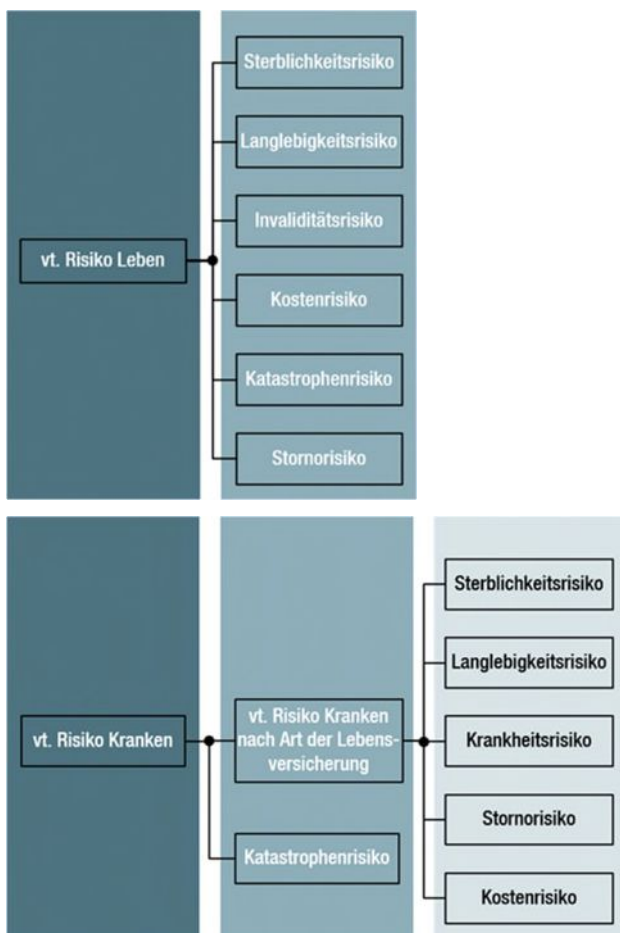 vt. Risiko Leben
Sterblichkeitsrisiko
Langlebigkeitsrisiko
Invaliditätsrisiko
Kostenrisiko
Katastrophenrisiko
Stornorisiko
vt. Risiko Kranken
vt. Risiko Kranken
nach Art der Lebens-
versicherung
Katastrophenrisiko
Sterblichkeitsrisiko
Langlebigkeitsrisiko
Krankheitsrisiko
Stornorisiko
Kostenrisiko